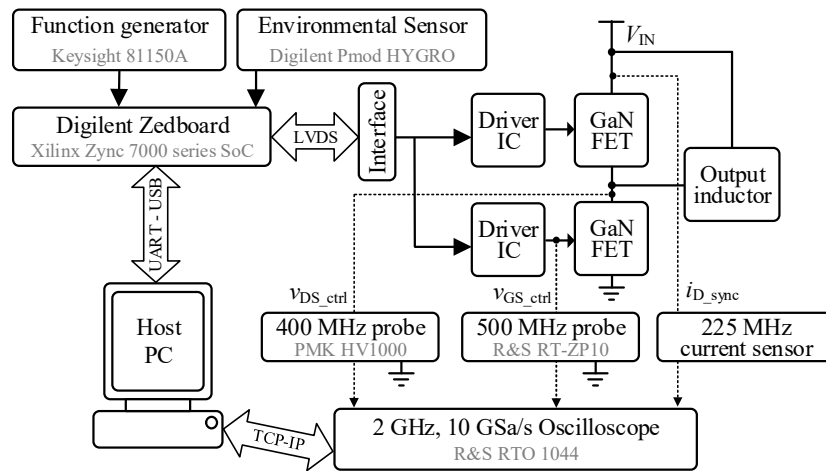 Function generator
Keysight 81150A
Environmental Sensor
Digilent Pmod HYGRO
V_IN
Digilent Zedboard
Xilinx Zync 7000 series SoC
LVDS
Interface
Driver
IC
GaN
FET
Output
inductor
Driver
IC
GaN
FET
UART - USB
v_DS_ctrl
v_GS_ctrl
i_D_sync
Host
PC
400 MHz probe
PMK HV1000
500 MHz probe
R&S RT-ZP10
225 MHz
current sensor
TCP-IP
2 GHz, 10 GSa/s Oscilloscope
R&S RTO 1044